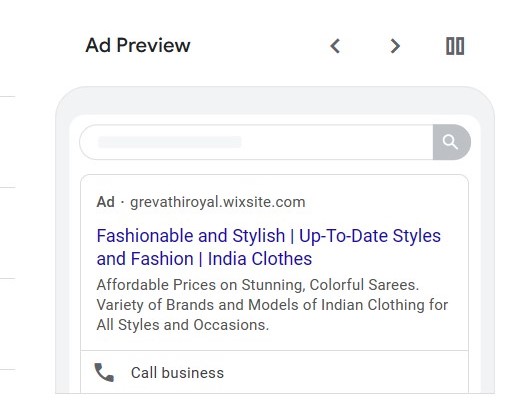 Ad Preview
Ad · grevathiroyal.wixsite.com
Fashionable and Stylish | Up-To-Date Styles
and Fashion | India Clothes
Affordable Prices on Stunning, Colorful Sarees.
Variety of Brands and Models of Indian Clothing for
All Styles and Occasions.
Call business